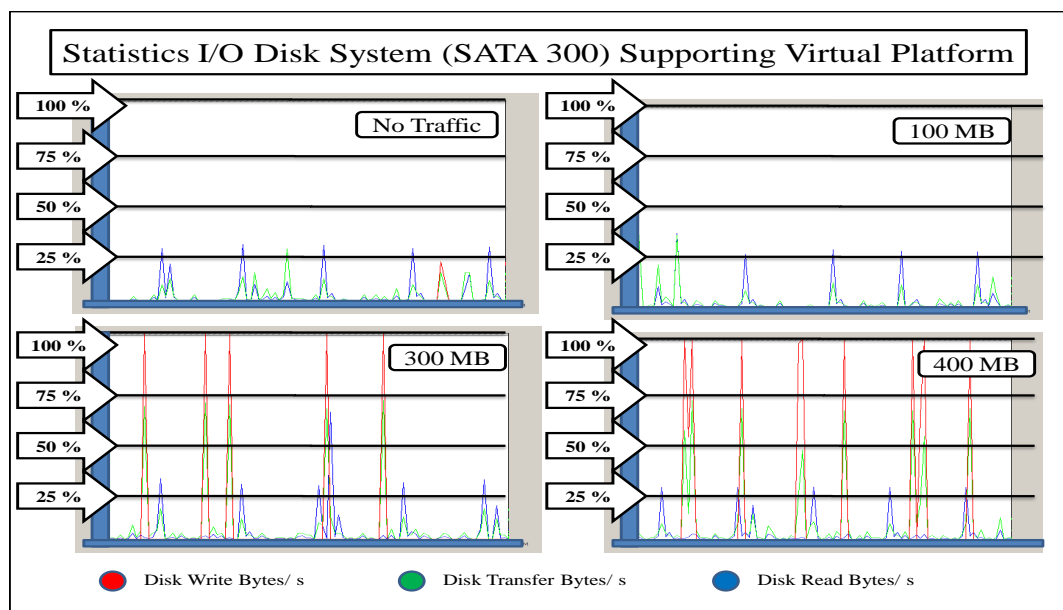 Statistics I/O Disk System (SATA 300) Supporting Virtual Platform
100 %
No Traffic
75 %
50 %
25 %
100 %
100 MB
75 %
50 %
25 %
100 %
300 MB
75 %
50 %
25 %
100 %
400 MB
75 %
50 %
25 %
Disk Write Bytes/ s
Disk Transfer Bytes/ s
Disk Read Bytes/ s